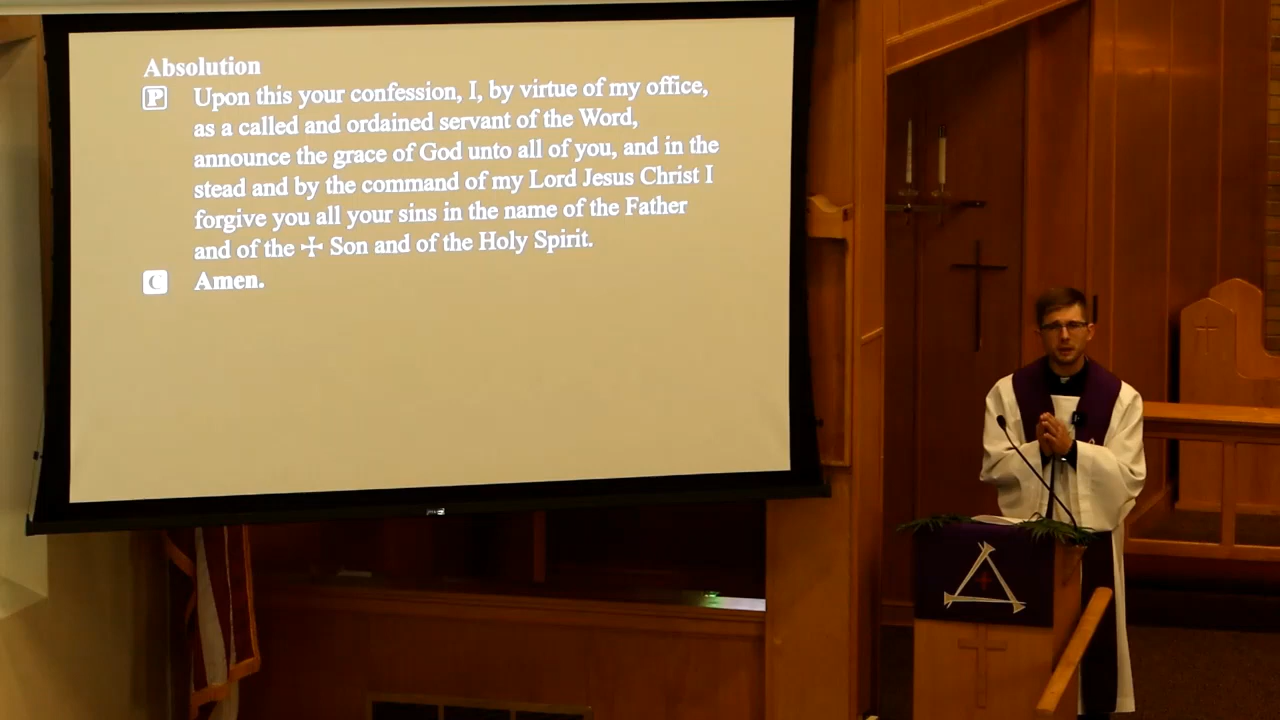 Absolution
P Upon this your confession, I, by virtue of my office,
as a called and ordained servant of the Word,
announce the grace of God unto all of you, and in the
stead and by the command of my Lord Jesus Christ I
forgive you all your sins in the name of the Father
and of the ☩ Son and of the Holy Spirit.
C Amen.